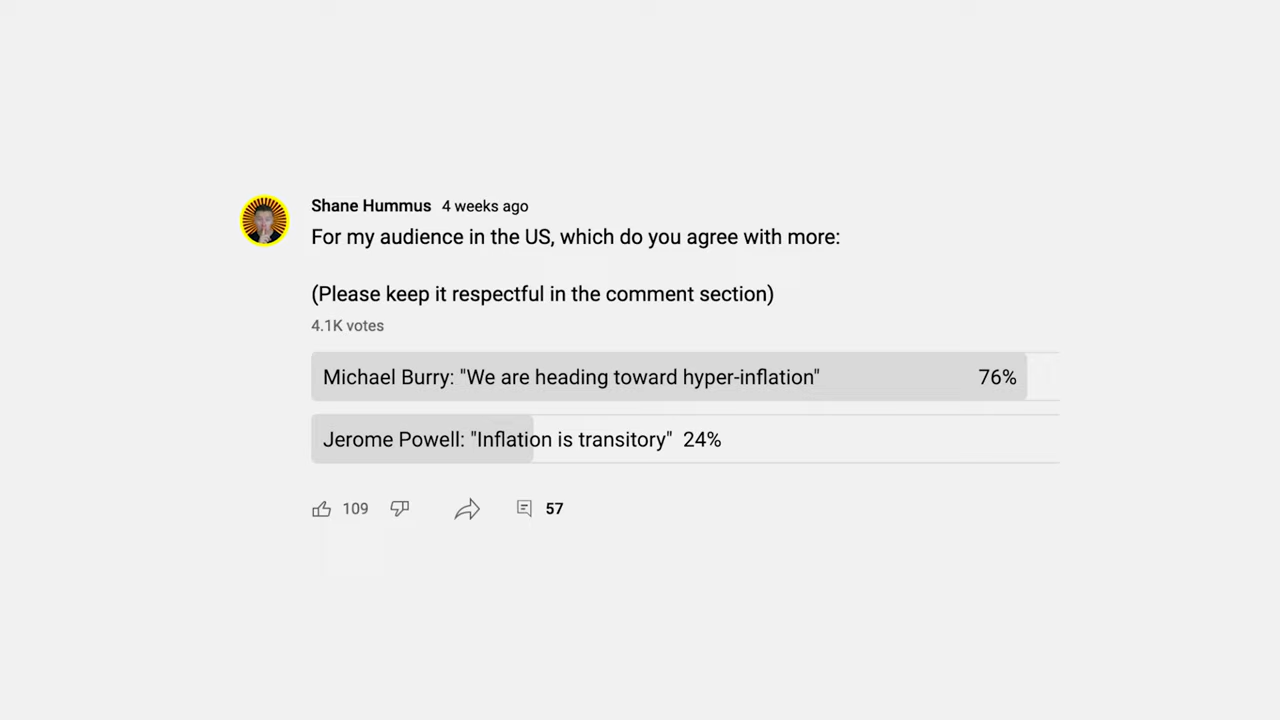 Shane Hummus 4 weeks ago
For my audience in the US, which do you agree with more:
(Please keep it respectful in the comment section)
4.1K votes
Michael Burry: "We are heading toward hyper-inflation" 76%
Jerome Powell: "Inflation is transitory" 24%
109 57